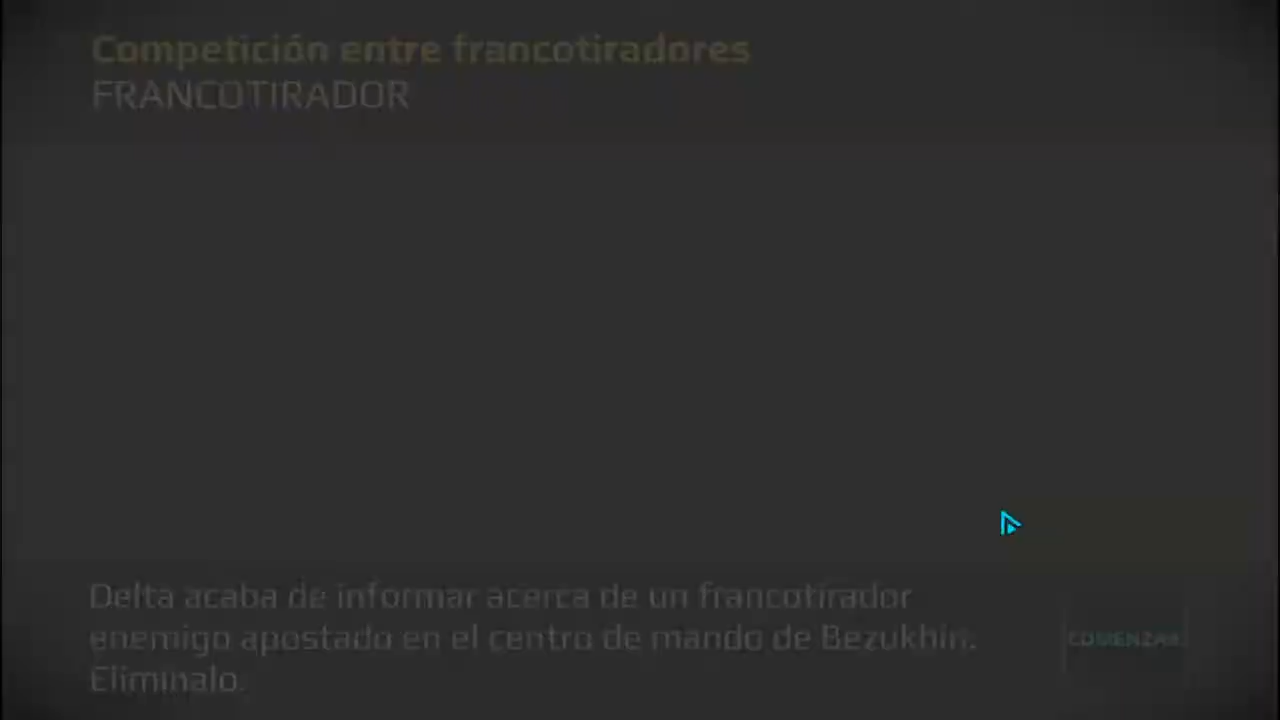 Competición entre francotiradores
FRANCOTIRADOR
Delta acaba de informar acerca de un francotirador
enemigo apostado en el centro de mando de Bezukhin.
Elimínalo.
COMENZAR